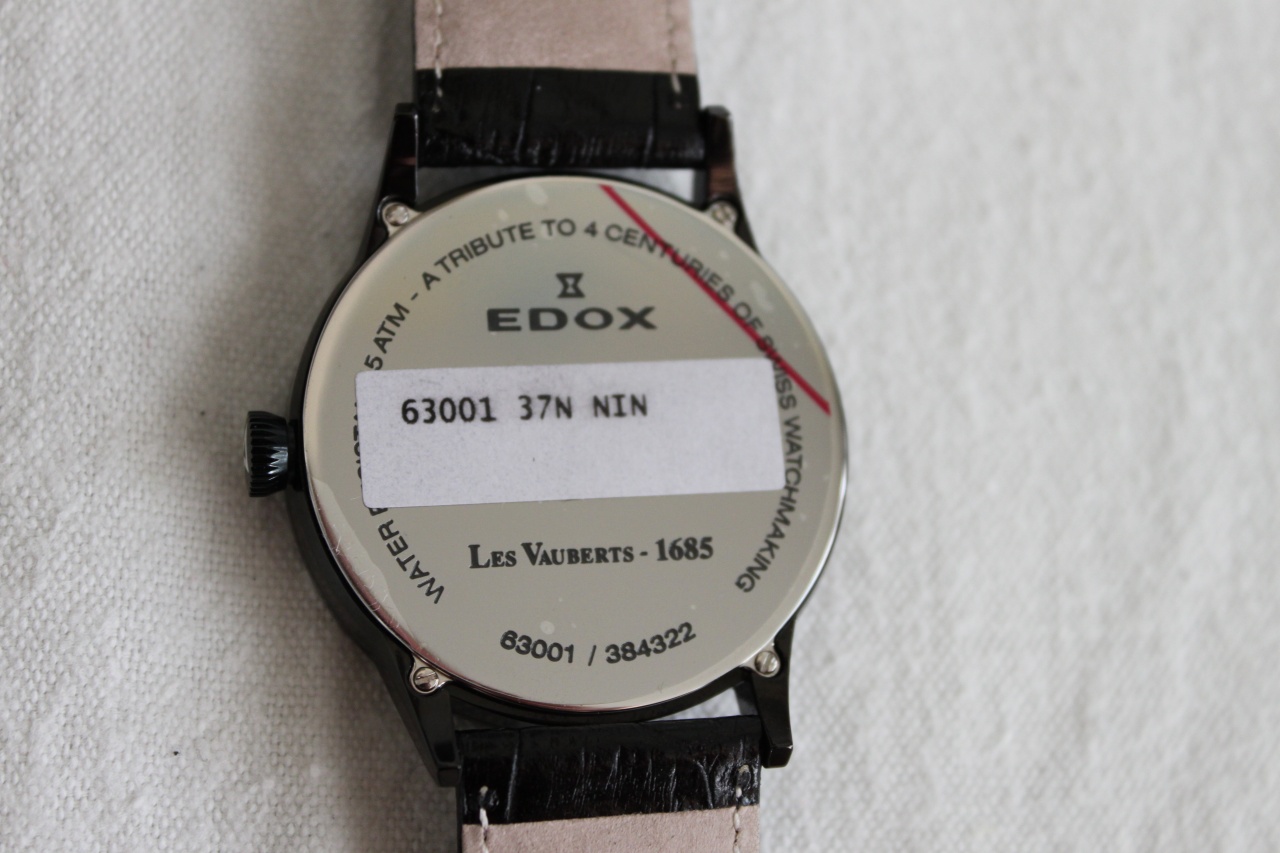 WATER 5 ATM - A TRIBUTE TO 4 CENTURIES OF SWISS WATCHMAKING
EDOX
63001 37N NIN
LES VAUBERTS - 1685
63001 / 384322